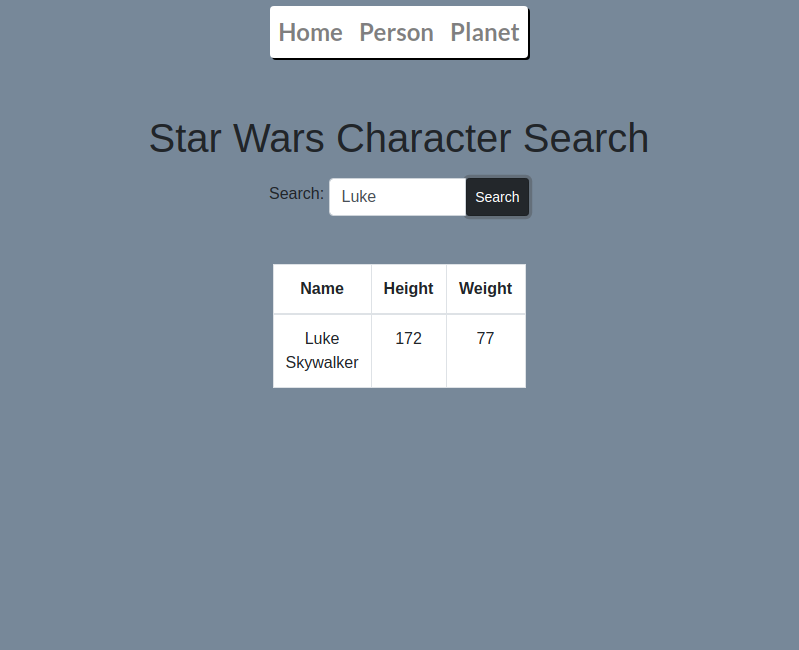 Home Person Planet
Star Wars Character Search
Search: Luke Search
Name Height Weight
Luke 172 77
Skywalker